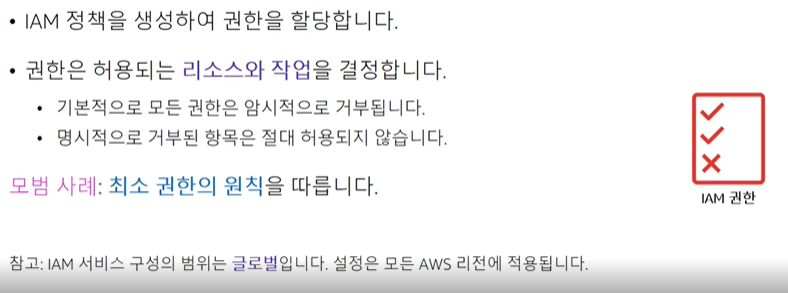 • IAM 정책을 생성하여 권한을 할당합니다.
• 권한은 허용되는 리소스와 작업을 결정합니다.
• 기본적으로 모든 권한은 암시적으로 거부됩니다.
• 명시적으로 거부된 항목은 절대 허용되지 않습니다.
모범 사례: 최소 권한의 원칙을 따릅니다.
IAM 권한
참고: IAM 서비스 구성의 범위는 글로벌입니다. 설정은 모든 AWS 리전에 적용됩니다.